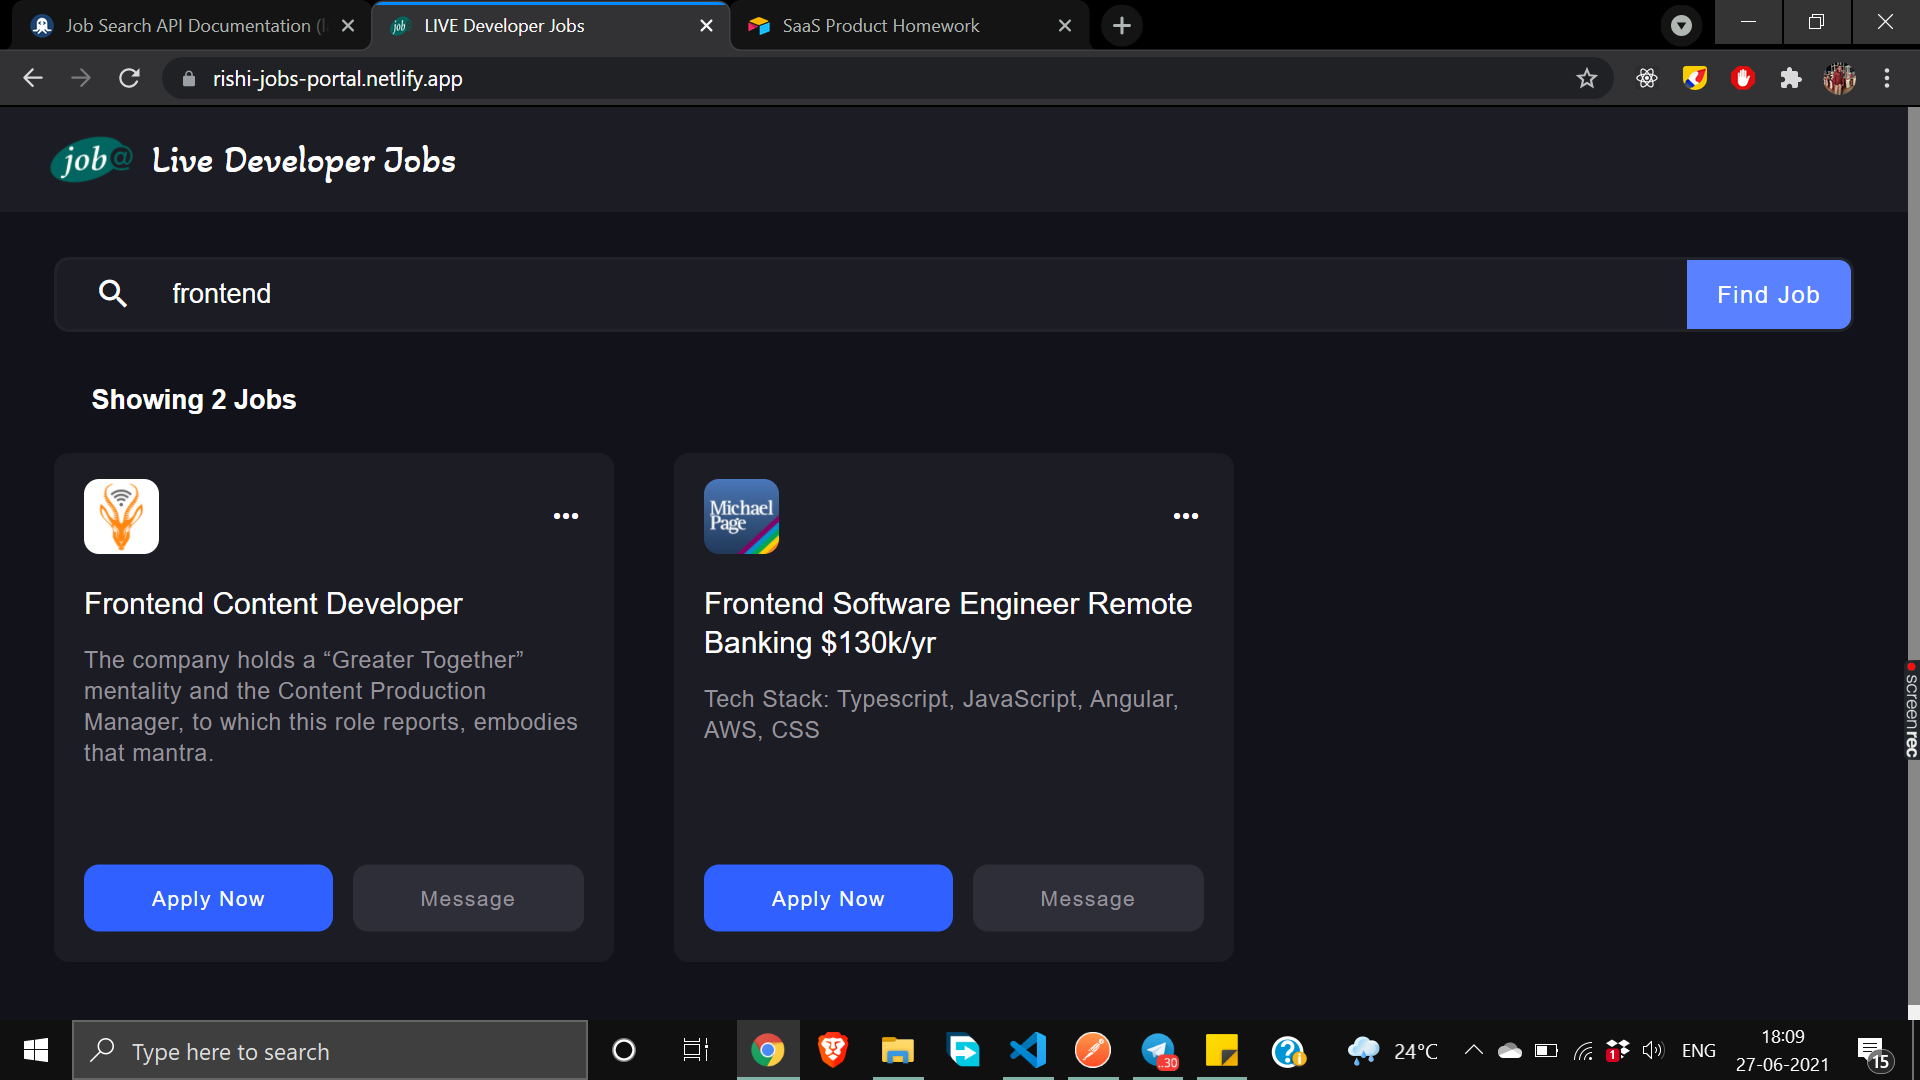 Job Search API Documentation (l
LIVE Developer Jobs
SaaS Product Homework
rishi-jobs-portal.netlify.app
job@ Live Developer Jobs
frontend
Find Job
Showing 2 Jobs
Frontend Content Developer
The company holds a “Greater Together”
mentality and the Content Production
Manager, to which this role reports, embodies
that mantra.
Apply Now
Message
Michael
Page
Frontend Software Engineer Remote
Banking $130k/yr
Tech Stack: Typescript, JavaScript, Angular,
AWS, CSS
Apply Now
Message
screenrec
Type here to search
..30
24°C
1
ENG
18:09
27-06-2021
15